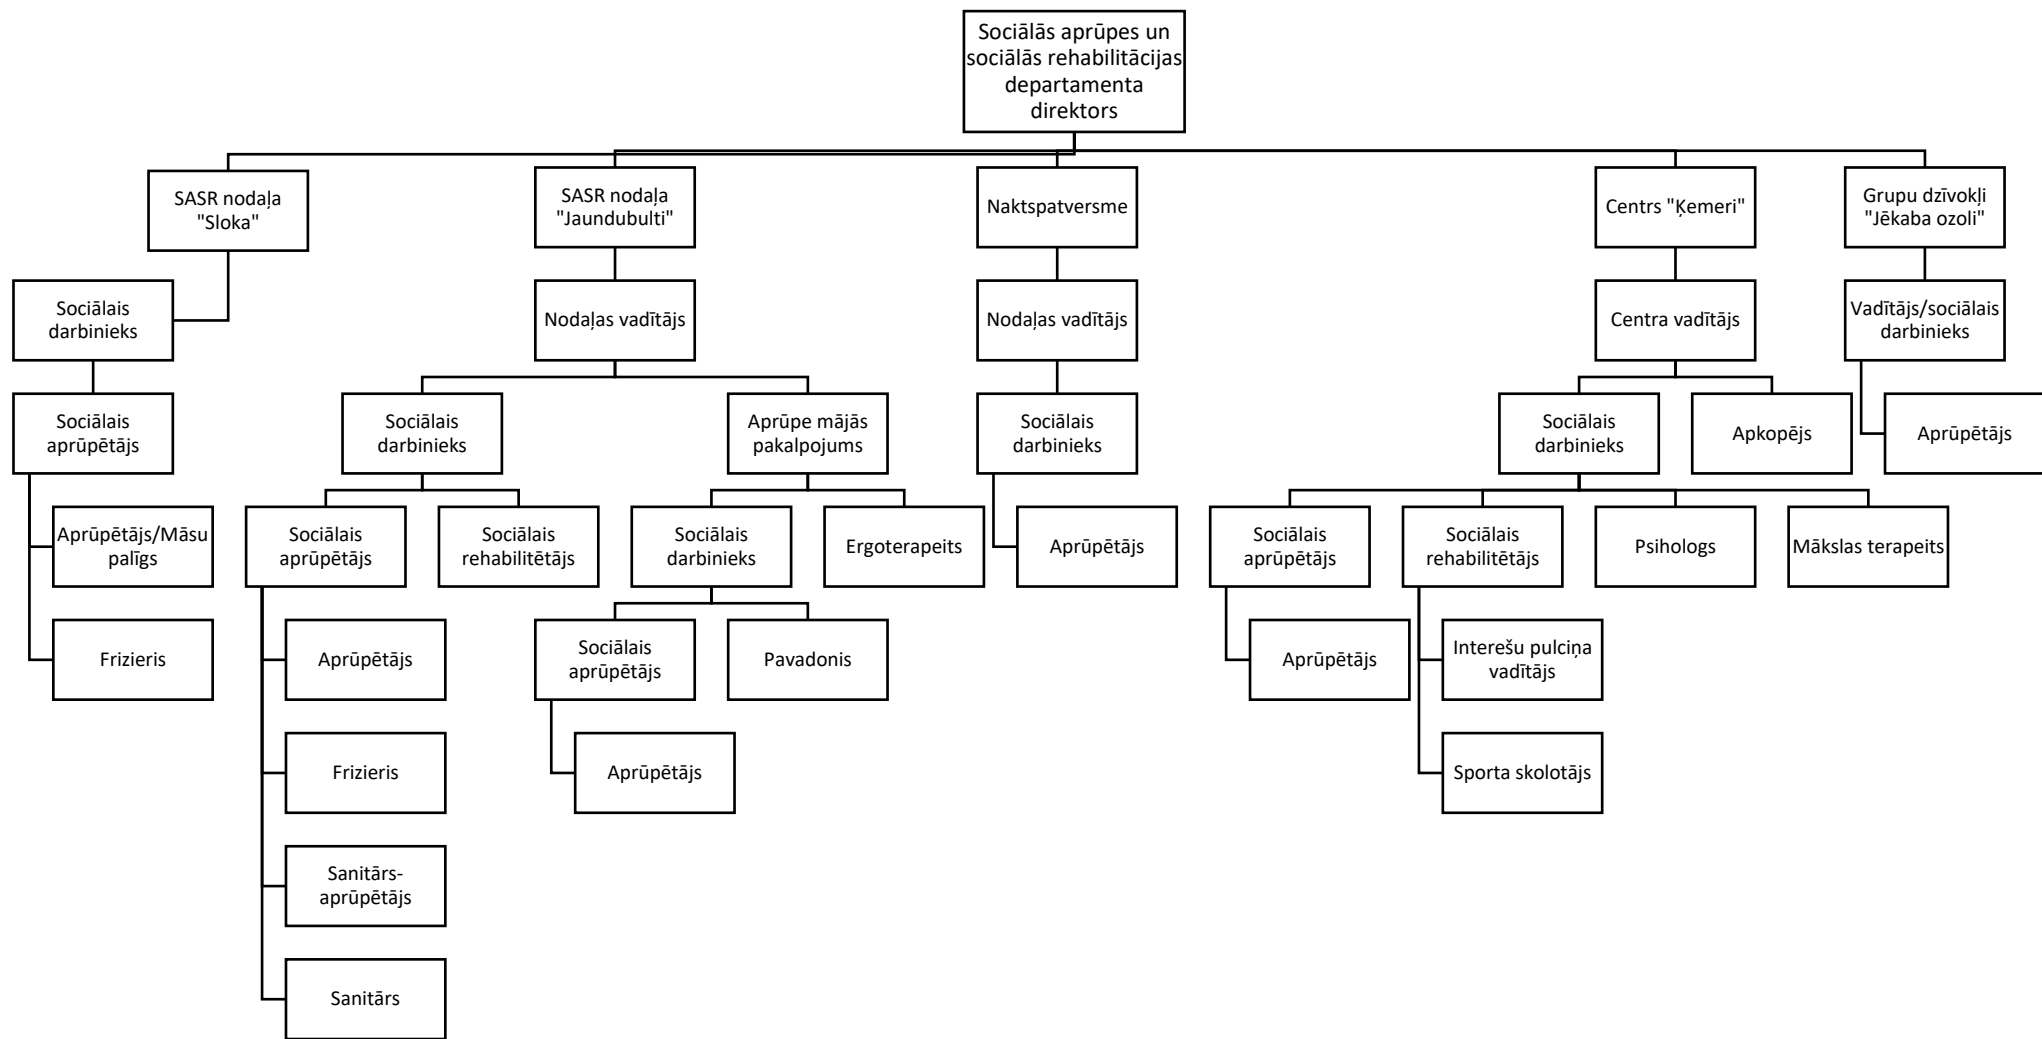 Sociālās aprūpes un
sociālās rehabilitācijas
departamenta
direktors
SASR nodaļa
"Sloka"
SASR nodaļa
"Jaundubulti"
Naktspatversme
Centrs "Ķemeri"
Grupu dzīvokļi
"Jēkaba ozoli"
Sociālais
darbinieks
Nodaļas vadītājs
Nodaļas vadītājs
Centra vadītājs
Vadītājs/sociālais
darbinieks
Sociālais
aprūpētājs
Sociālais
darbinieks
Aprūpe mājās
pakalpojums
Sociālais
darbinieks
Sociālais
darbinieks
Apkopējs
Aprūpētājs
Aprūpētājs/Māsu
palīgs
Sociālais
aprūpētājs
Sociālais
rehabilitētājs
Sociālais
darbinieks
Ergoterapeits
Aprūpētājs
Sociālais
aprūpētājs
Sociālais
rehabilitētājs
Psihologs
Mākslas terapeits
Frizieris
Aprūpētājs
Sociālais
aprūpētājs
Pavadonis
Aprūpētājs
Interešu pulciņa
vadītājs
Frizieris
Aprūpētājs
Sporta skolotājs
Sanitārs-
aprūpētājs
Sanitārs